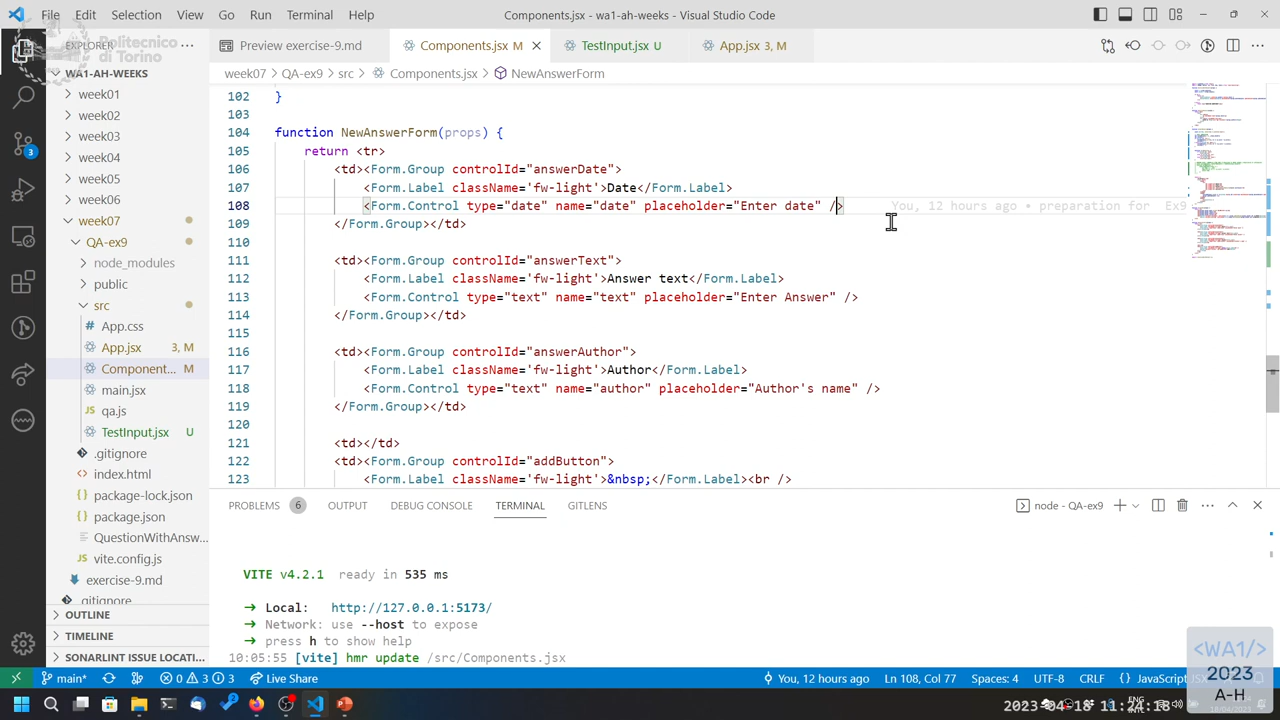 File Edit Selection View Go Run Terminal Help
Components.jsx - wa1-ah-weeks - Visual Studio Code
Politecnico
di Torino
EXPLORER
WA1-AH-WEEKS
week01
week04
src
node_modules
public
App.css
App.jsx 3, M
Component... M
main.jsx
qa.js
TestInput.jsx U
.gitignore
index.html
package-lock.json
package.json
QuestionWithAnsw...
vite.config.js
exercise-9.md
.gitignore
OUTLINE
TIMELINE
SONARLINT ISSUE LOCATI...
Preview exercise-9.md
Components.jsx M
TestInput.jsx U
App.jsx 3, M
week07 > QA-ex9 > src > Components.jsx > NewAnswerForm
102 }
103
104 function NewAnswerForm(props) {
105 return <tr>
106 <td><Form.Group controlId="answerDate">
107 <Form.Label className='fw-light'>Date</Form.Label>
108 <Form.Control type="date" name="date" placeholder="Enter date" /> You, 12 hours ago • preparation for Ex9
109 </Form.Group></td>
110
111 <td><Form.Group controlId="answerText">
112 <Form.Label className='fw-light'>Answer text</Form.Label>
113 <Form.Control type="text" name="text" placeholder="Enter Answer" />
114 </Form.Group></td>
115
116 <td><Form.Group controlId="answerAuthor">
117 <Form.Label className='fw-light'>Author</Form.Label>
118 <Form.Control type="text" name="author" placeholder="Author's name" />
119 </Form.Group></td>
120
121 <td></td>
122 <td><Form.Group controlId="addButton">
123 <Form.Label className='fw-light'>&nbsp;</Form.Label><br />
PROBLEMS 6 OUTPUT DEBUG CONSOLE TERMINAL GITLENS
node - QA-ex9
VITE v4.2.1 ready in 535 ms
➜ Local: http://127.0.0.1:5173/
➜ Network: use --host to expose
➜ press h to show help
10:05:55 [vite] hmr update /src/Components.jsx
main* 0 3 3 Live Share
You, 12 hours ago Ln 108, Col 77 Spaces: 4 UTF-8 CRLF
<WA1/>
2023
A-H
ENG